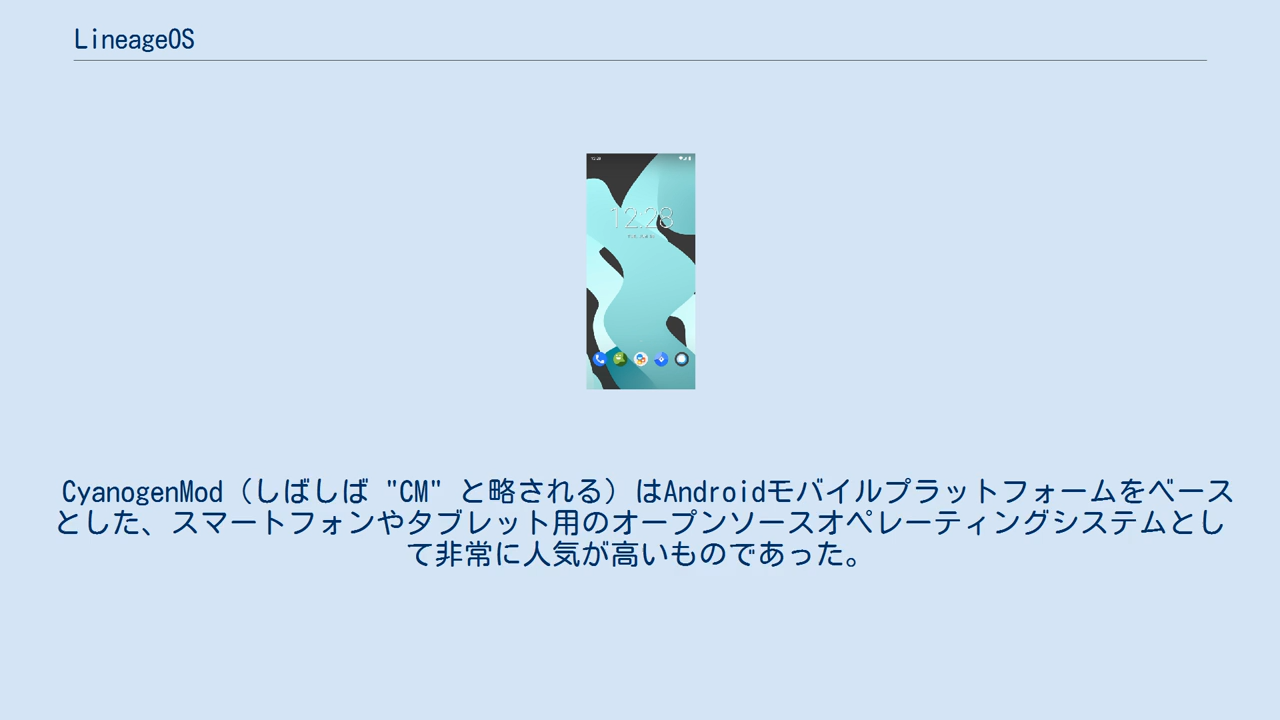 LineageOS
12:28
CyanogenMod（しばしば "CM" と略される）はAndroidモバイルプラットフォームをベース
とした、スマートフォンやタブレット用のオープンソースオペレーティングシステムとし
て非常に人気が高いものであった。